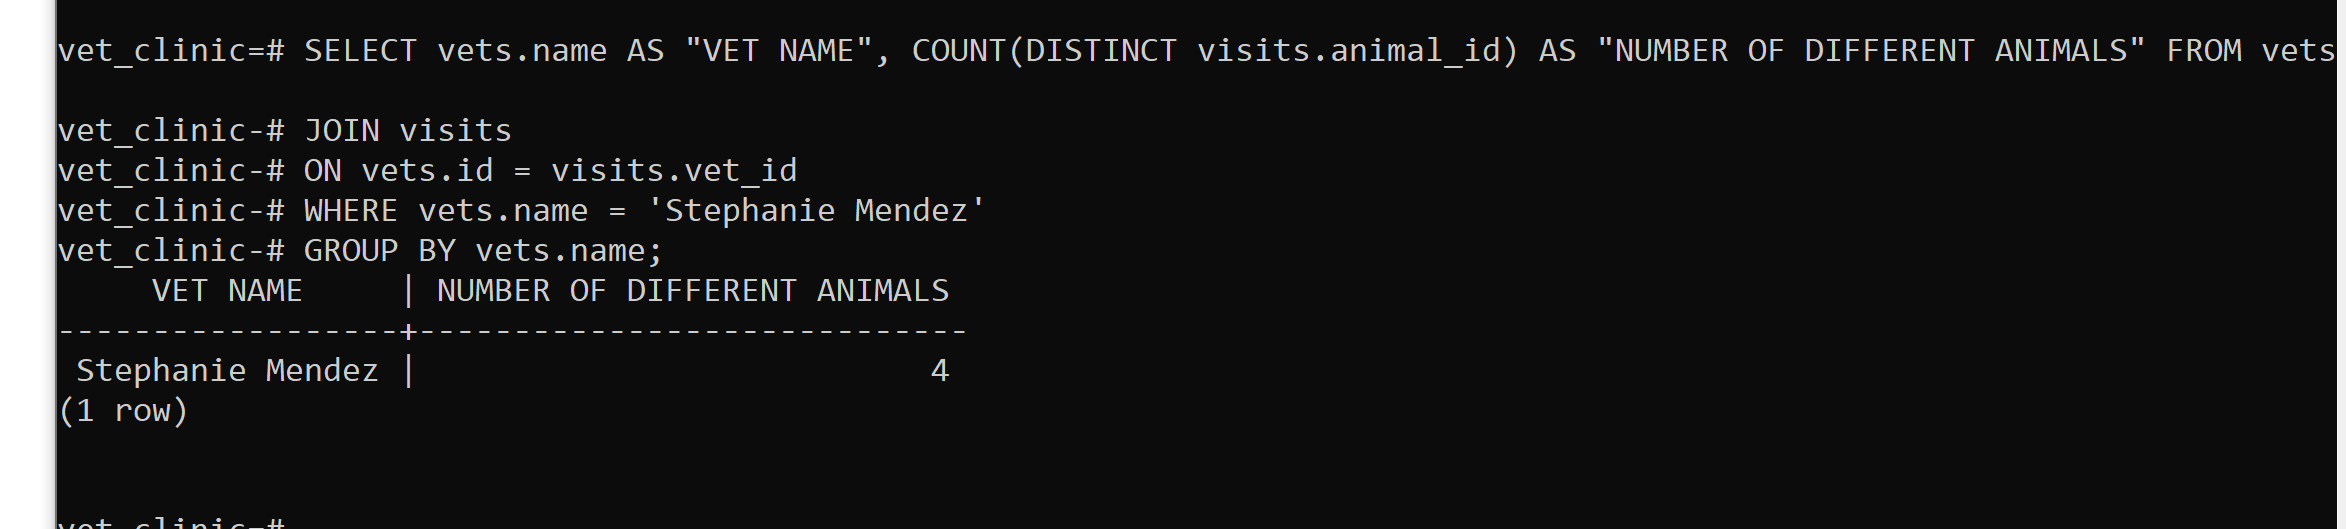 vet_clinic=# SELECT vets.name AS "VET NAME", COUNT(DISTINCT visits.animal_id) AS "NUMBER OF DIFFERENT ANIMALS" FROM vets
vet_clinic-# JOIN visits
vet_clinic-# ON vets.id = visits.vet_id
vet_clinic-# WHERE vets.name = 'Stephanie Mendez'
vet_clinic-# GROUP BY vets.name;
     VET NAME     | NUMBER OF DIFFERENT ANIMALS
------------------+-----------------------------
 Stephanie Mendez |                           4
(1 row)
vet_clinic=#